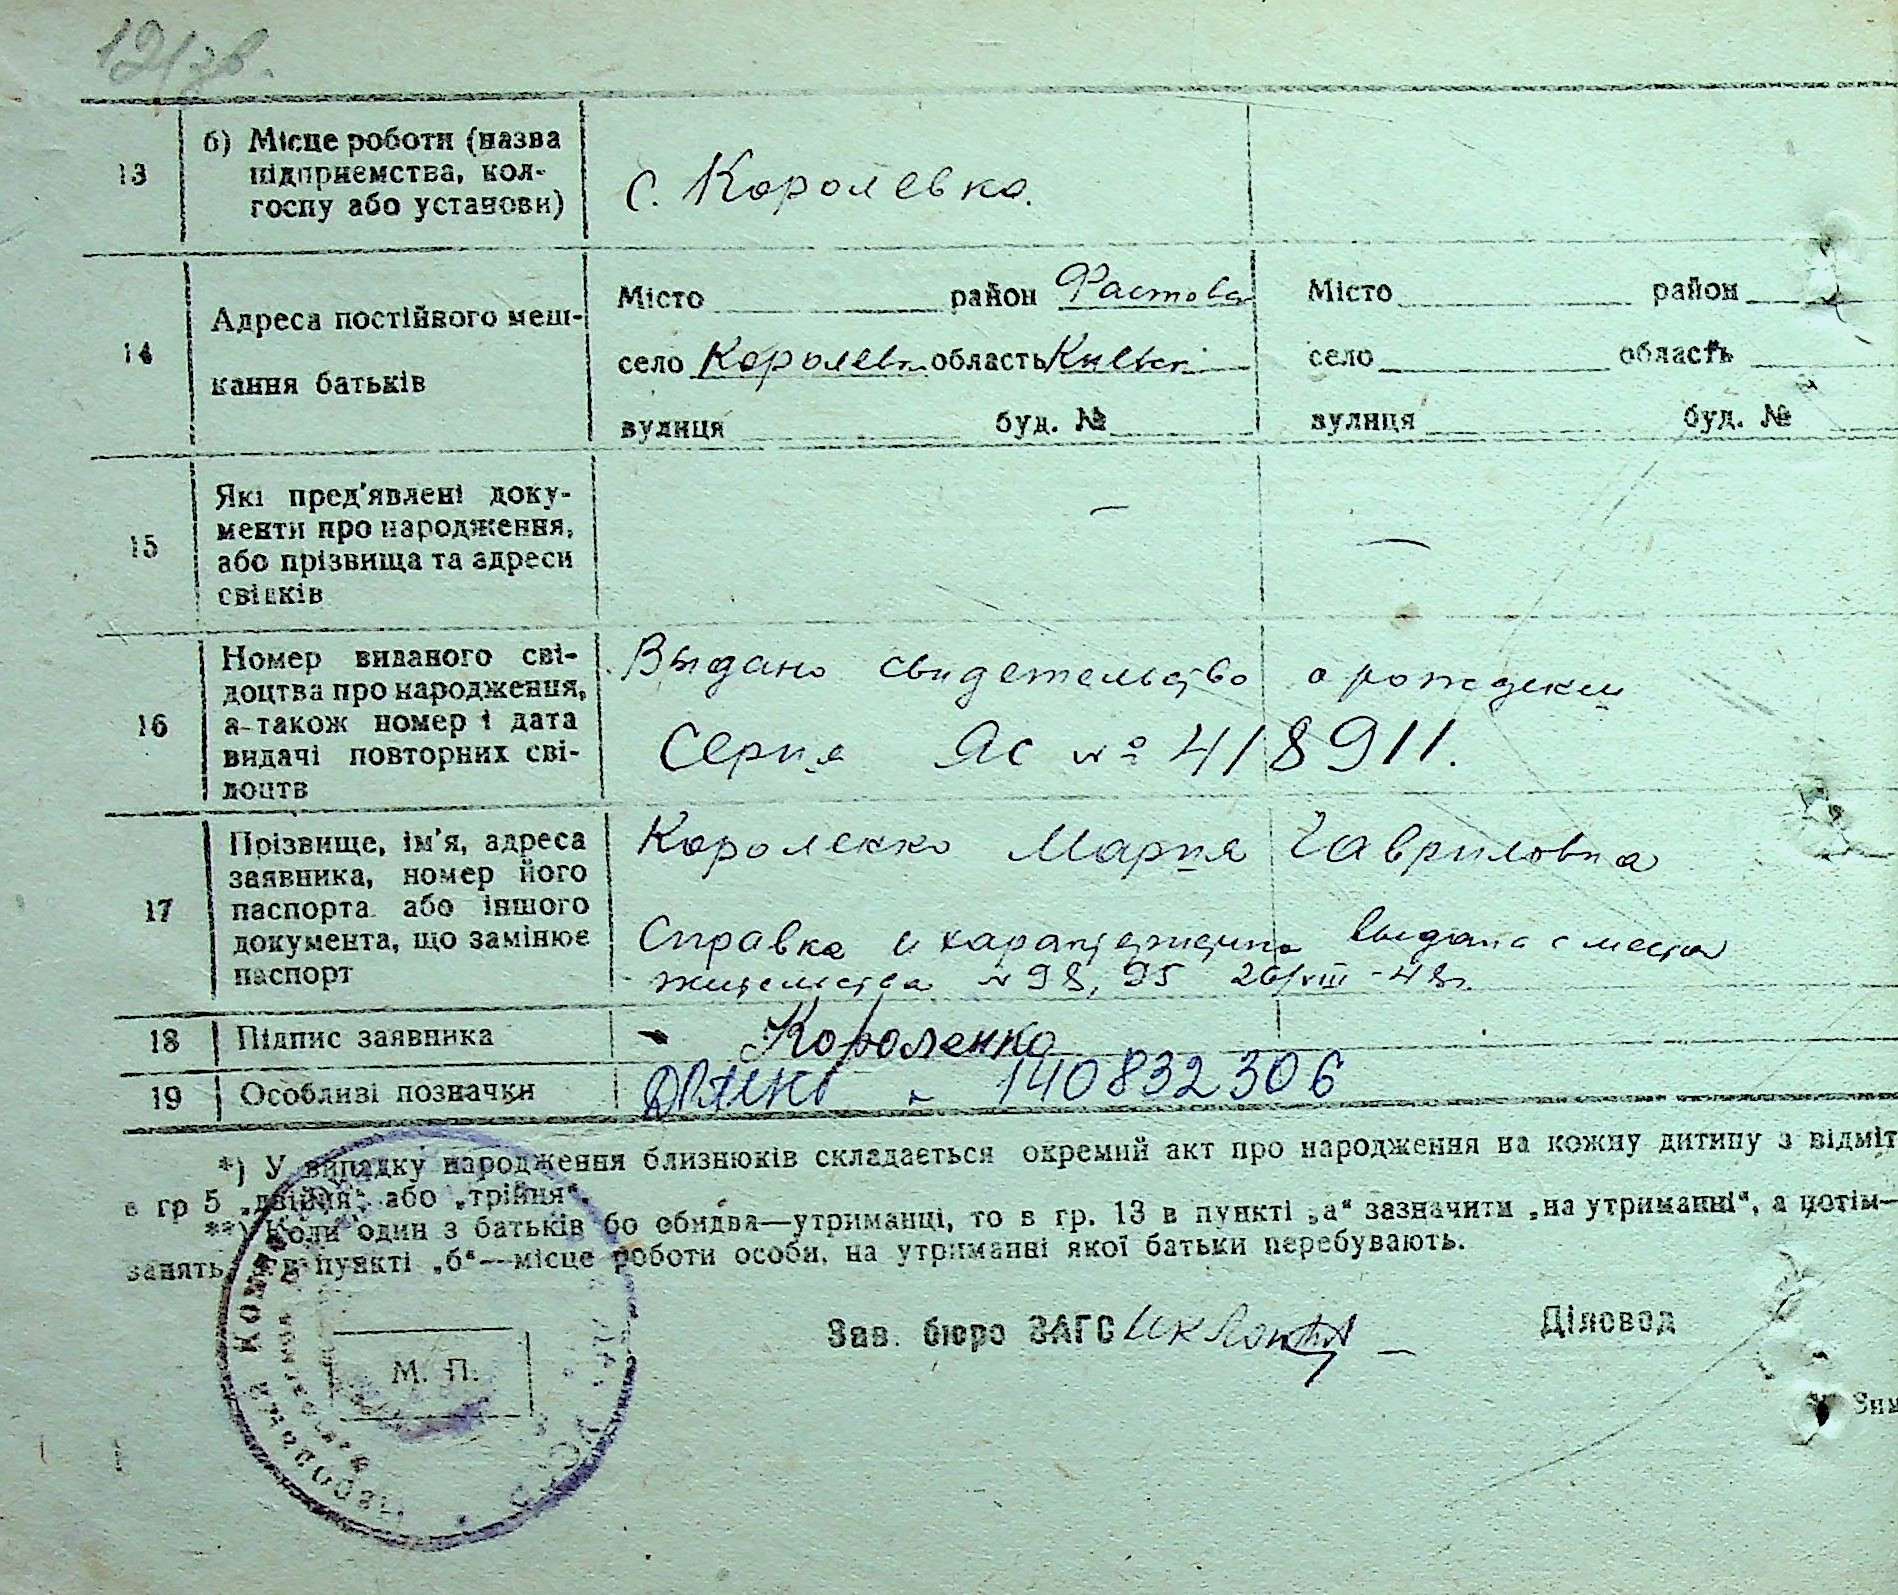 12/зв.
13 б) Місце роботи (назва
підприємства, кол-
госпу або установи)
с. Королевка.
14 Адреса постійного меш-
кання батьків
Місто район Фастовс Місто район
село Королевк область Киевск село область
вулиця буд. № вулиця буд. №
15 Які пред'явлені доку-
менти про народження,
або прізвища та адреси
свідків
— —
16 Номер виданого сві-
доцтва про народження,
а також номер і дата
видачі повторних сві-
доцтв
Выдано свидетельство о рождении
Серия Яс № 418911.
17 Прізвище, ім'я, адреса
заявника, номер його
паспорта або іншого
документа, що замінює
паспорт
Короленко Мария Гавриловна
Справка и характеристика выдана с места
жительства № 98, 95 26/VIII-48г.
18 Підпис заявника Короленко
19 Особливі позначки - 140832306
*) У випадку народження близнюків складається окремий акт про народження на кожну дитину з відміт
в гр 5 „двійня“ або „трійня“.
**) Коли один з батьків бо обидва—утриманці, то в гр. 13 в пункті „а“ зазначити „на утриманні“, а потім—
занять, а в пункті „б“—місце роботи особи, на утриманні якої батьки перебувають.
Зав. бюро ЗАГС Діловод
М. П.
Зим